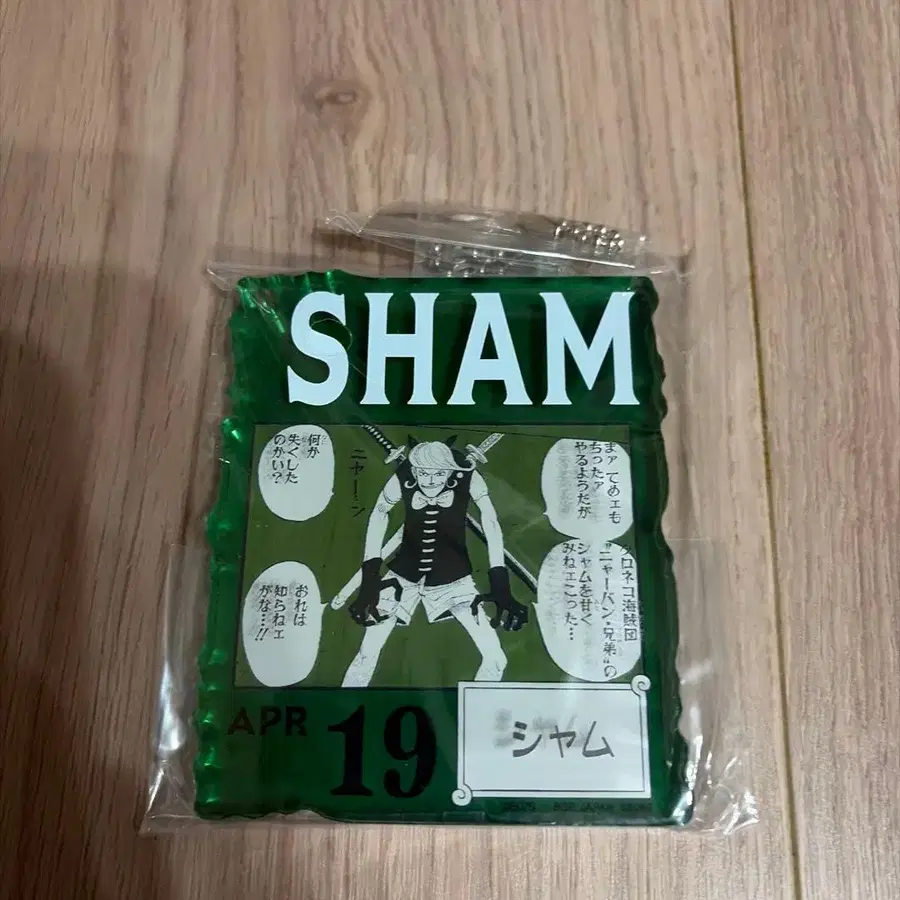 SHAM
まァ てめェも
ちったァ
やるようだが
クロネコ海賊団
“ニャーバン・兄弟”の
シャムを甘く
みねェこった…
ニャーン
何か
失くした
のかい?
おれは
知らねェ
がな…!!
APR 19
シャム